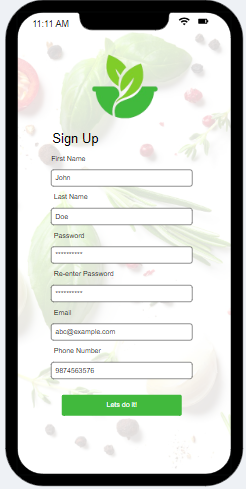 11:11 AM
Sign Up
First Name
John
Last Name
Doe
Password
**********
Re-enter Password
**********
Email
abc@example.com
Phone Number
9874563576
Lets do it!